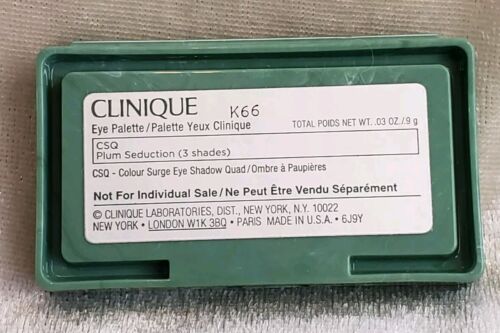 CLINIQUE K66
Eye Palette/Palette Yeux Clinique TOTAL POIDS NET WT. .03 OZ./.9 g
CSQ
Plum Seduction (3 shades)
CSQ - Colour Surge Eye Shadow Quad/Ombre à Paupières
Not For Individual Sale/Ne Peut Être Vendu Séparément
© CLINIQUE LABORATORIES, DIST., NEW YORK, N.Y. 10022
NEW YORK • LONDON W1K 3BQ • PARIS MADE IN U.S.A. • 6J9Y